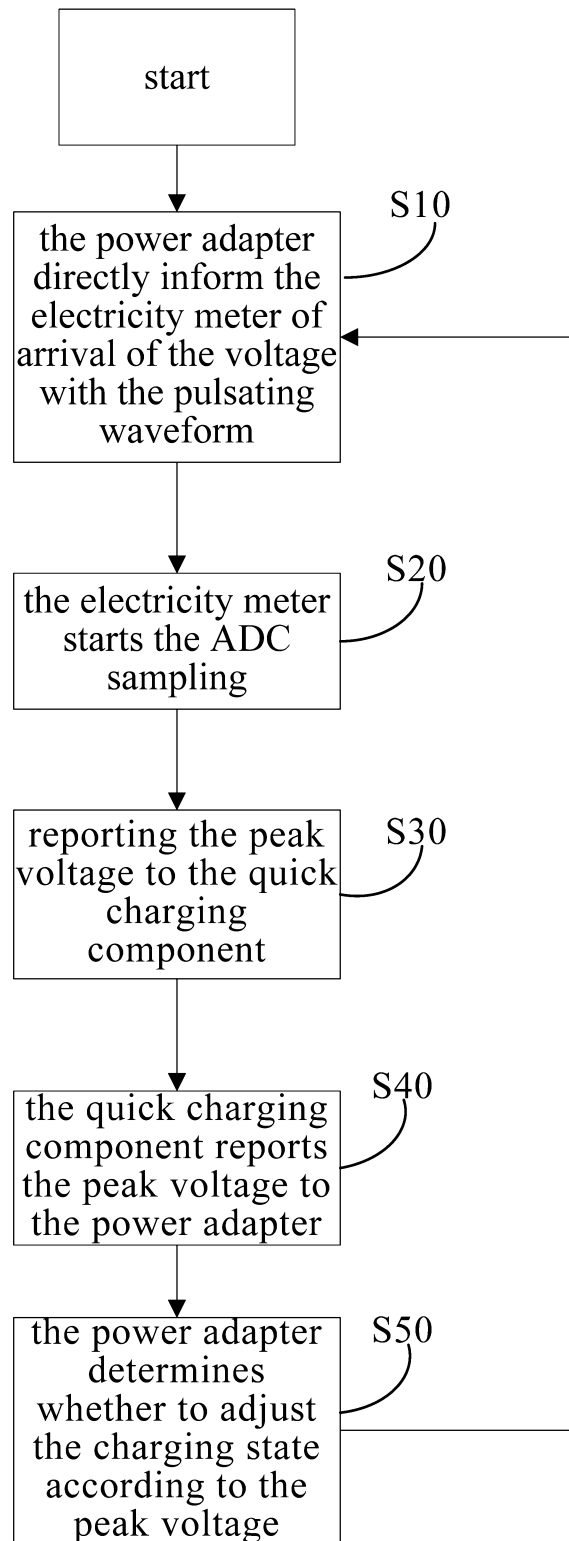 start
S10
the power adapter
directly inform the
electricity meter of
arrival of the voltage
with the pulsating
waveform
S20
the electricity meter
starts the ADC
sampling
S30
reporting the peak
voltage to the quick
charging
component
S40
the quick charging
component reports
the peak voltage to
the power adapter
S50
the power adapter
determines
whether to adjust
the charging state
according to the
peak voltage